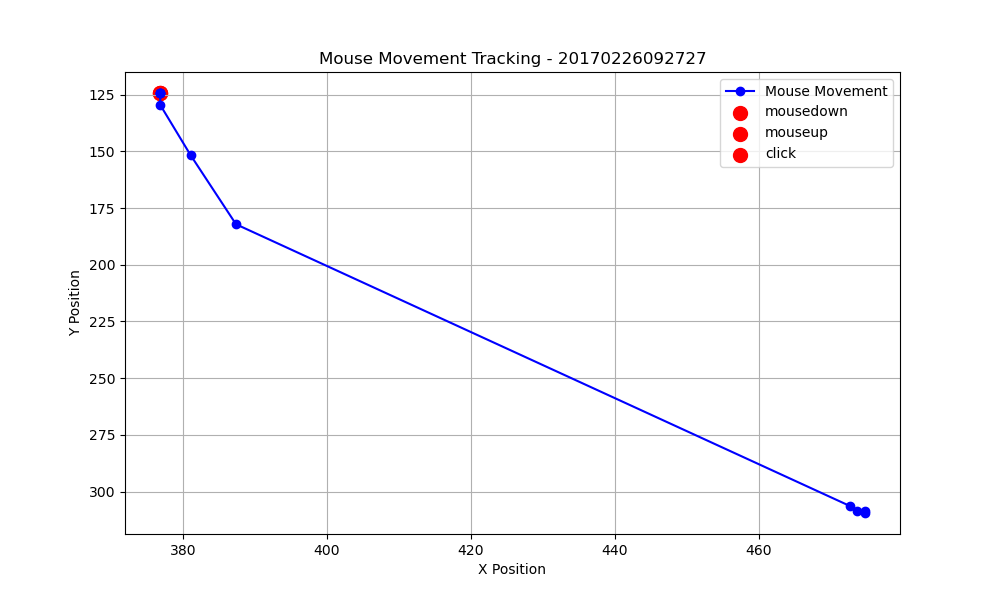 Mouse Movement Tracking - 20170226092727
Mouse Movement
mousedown
mouseup
click
125
150
175
200
225
250
275
300
Y Position
380
400
420
440
460
X Position